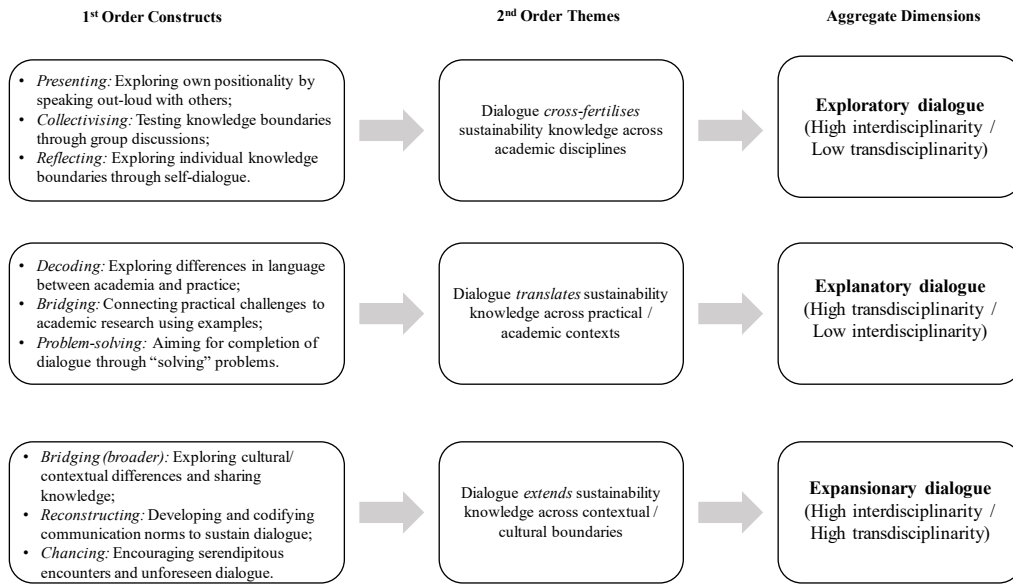 1st Order Constructs
2nd Order Themes
Aggregate Dimensions
• Presenting: Exploring own positionality by
speaking out-loud with others;
• Collectivising: Testing knowledge boundaries
through group discussions;
• Reflecting: Exploring individual knowledge
boundaries through self-dialogue.
Dialogue cross-fertilises
sustainability knowledge across
academic disciplines
Exploratory dialogue
(High interdisciplinarity /
Low transdisciplinarity)
• Decoding: Exploring differences in language
between academia and practice;
• Bridging: Connecting practical challenges to
academic research using examples;
• Problem-solving: Aiming for completion of
dialogue through “solving” problems.
Dialogue translates sustainability
knowledge across practical /
academic contexts
Explanatory dialogue
(High transdisciplinarity /
Low interdisciplinarity)
• Bridging (broader): Exploring cultural/
contextual differences and sharing
knowledge;
• Reconstructing: Developing and codifying
communication norms to sustain dialogue;
• Chancing: Encouraging serendipitous
encounters and unforeseen dialogue.
Dialogue extends sustainability
knowledge across contextual /
cultural boundaries
Expansionary dialogue
(High interdisciplinarity /
High transdisciplinarity)